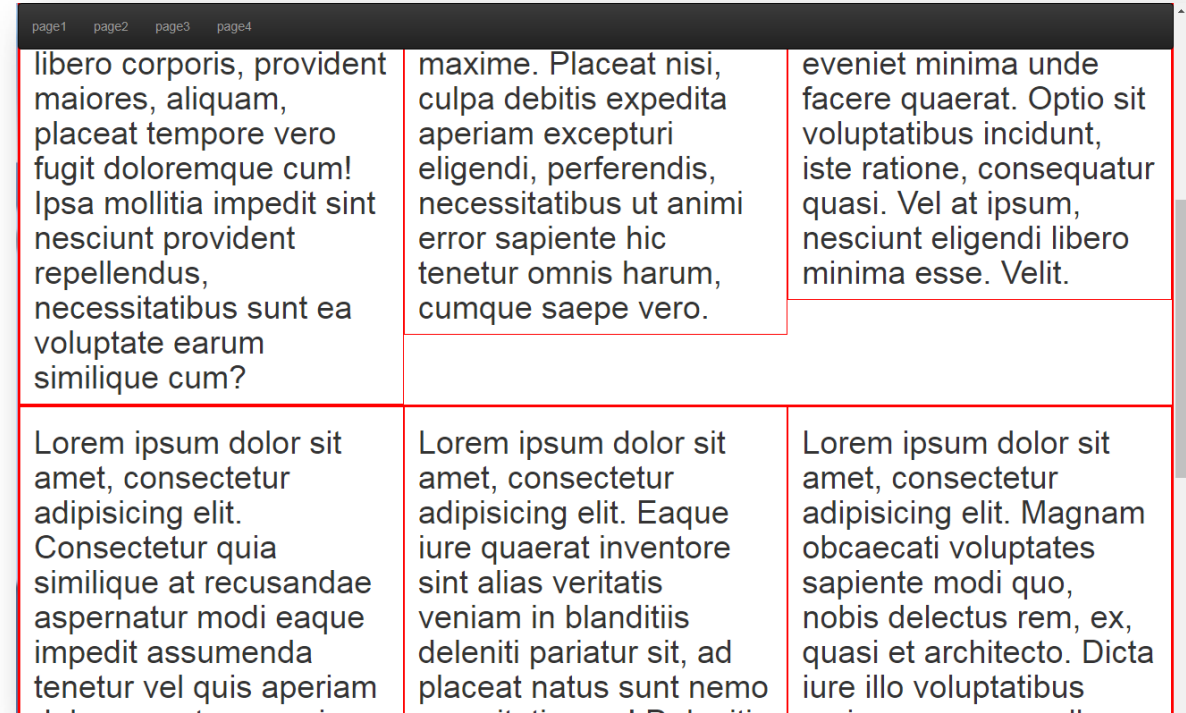 page1 page2 page3 page4
libero corporis, provident
maiores, aliquam,
placeat tempore vero
fugit doloremque cum!
Ipsa mollitia impedit sint
nesciunt provident
repellendus,
necessitatibus sunt ea
voluptate earum
similique cum?
maxime. Placeat nisi,
culpa debitis expedita
aperiam excepturi
eligendi, perferendis,
necessitatibus ut animi
error sapiente hic
tenetur omnis harum,
cumque saepe vero.
eveniet minima unde
facere quaerat. Optio sit
voluptatibus incidunt,
iste ratione, consequatur
quasi. Vel at ipsum,
nesciunt eligendi libero
minima esse. Velit.
Lorem ipsum dolor sit
amet, consectetur
adipisicing elit.
Consectetur quia
similique at recusandae
aspernatur modi eaque
impedit assumenda
tenetur vel quis aperiam
Lorem ipsum dolor sit
amet, consectetur
adipisicing elit. Eaque
iure quaerat inventore
sint alias veritatis
veniam in blanditiis
deleniti pariatur sit, ad
placeat natus sunt nemo
Lorem ipsum dolor sit
amet, consectetur
adipisicing elit. Magnam
obcaecati voluptates
sapiente modi quo,
nobis delectus rem, ex,
quasi et architecto. Dicta
iure illo voluptatibus